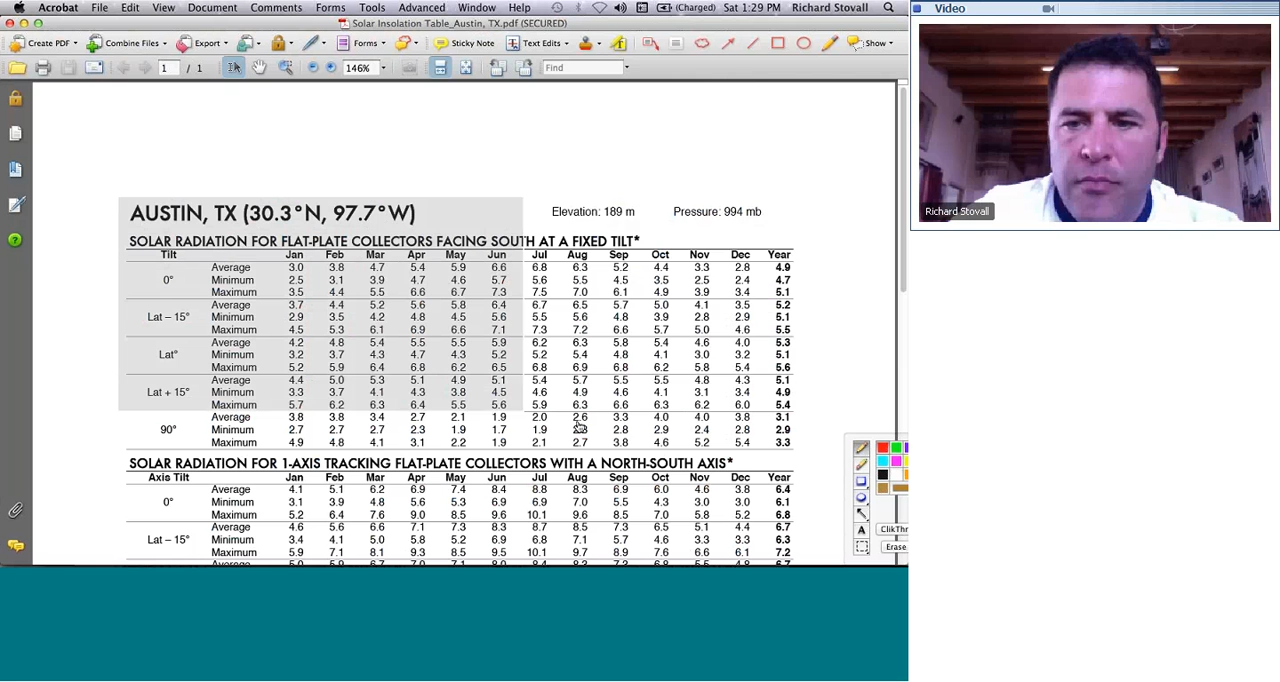 Acrobat File Edit View Document Comments Forms Tools Advanced Window Help (Charged) Sat 1:29 PM Richard Stovall
Solar Insolation Table_Austin, TX.pdf (SECURED)
Create PDF Combine Files Export Forms Sticky Note Text Edits Show
1 / 1 146% Find
Video
Richard Stovall
AUSTIN, TX (30.3°N, 97.7°W) Elevation: 189 m Pressure: 994 mb
SOLAR RADIATION FOR FLAT-PLATE COLLECTORS FACING SOUTH AT A FIXED TILT*
Tilt Jan Feb Mar Apr May Jun Jul Aug Sep Oct Nov Dec Year
Average 3.0 3.8 4.7 5.4 5.9 6.6 6.8 6.3 5.2 4.4 3.3 2.8 4.9
0° Minimum 2.5 3.1 3.9 4.7 4.6 5.7 5.6 5.5 4.5 3.5 2.5 2.4 4.7
Maximum 3.5 4.4 5.5 6.6 6.7 7.3 7.5 7.0 6.1 4.9 3.9 3.4 5.1
Average 3.7 4.4 5.2 5.6 5.8 6.4 6.7 6.5 5.7 5.0 4.1 3.5 5.2
Lat – 15° Minimum 2.9 3.5 4.2 4.8 4.5 5.6 5.5 5.6 4.8 3.9 2.8 2.9 5.1
Maximum 4.5 5.3 6.1 6.9 6.6 7.1 7.3 7.2 6.6 5.7 5.0 4.6 5.5
Average 4.2 4.8 5.4 5.5 5.5 5.9 6.2 6.3 5.8 5.4 4.6 4.0 5.3
Lat° Minimum 3.2 3.7 4.3 4.7 4.3 5.2 5.2 5.4 4.8 4.1 3.0 3.2 5.1
Maximum 5.2 5.9 6.4 6.8 6.2 6.5 6.8 6.9 6.8 6.2 5.8 5.4 5.6
Average 4.4 5.0 5.3 5.1 4.9 5.1 5.4 5.7 5.5 5.5 4.8 4.3 5.1
Lat + 15° Minimum 3.3 3.7 4.1 4.3 3.8 4.5 4.6 4.9 4.6 4.1 3.1 3.4 4.9
Maximum 5.7 6.2 6.3 6.4 5.5 5.6 5.9 6.3 6.6 6.3 6.2 6.0 5.4
Average 3.8 3.8 3.4 2.7 2.1 1.9 2.0 2.6 3.3 4.0 4.0 3.8 3.1
90° Minimum 2.7 2.7 2.7 2.3 1.9 1.7 1.9 2.8 2.9 2.4 2.8 2.9
Maximum 4.9 4.8 4.1 3.1 2.2 1.9 2.1 2.7 3.8 4.6 5.2 5.4 3.3
SOLAR RADIATION FOR 1-AXIS TRACKING FLAT-PLATE COLLECTORS WITH A NORTH-SOUTH AXIS*
Axis Tilt Jan Feb Mar Apr May Jun Jul Aug Sep Oct Nov Dec Year
Average 4.1 5.1 6.2 6.9 7.4 8.4 8.8 8.3 6.9 6.0 4.6 3.8 6.4
0° Minimum 3.1 3.9 4.8 5.6 5.3 6.9 6.9 7.0 5.5 4.3 3.0 3.0 6.1
Maximum 5.2 6.4 7.6 9.0 8.5 9.6 10.1 9.6 8.5 7.0 5.8 5.2 6.8
Average 4.6 5.6 6.6 7.1 7.3 8.3 8.7 8.5 7.3 6.5 5.1 4.4 6.7
Lat – 15° Minimum 3.4 4.1 5.0 5.8 5.2 6.9 6.8 7.1 5.7 4.6 3.3 3.3 6.3
Maximum 5.9 7.1 8.1 9.3 8.5 9.5 10.1 9.7 8.9 7.6 6.6 6.1 7.2
A ClikThr
Erase